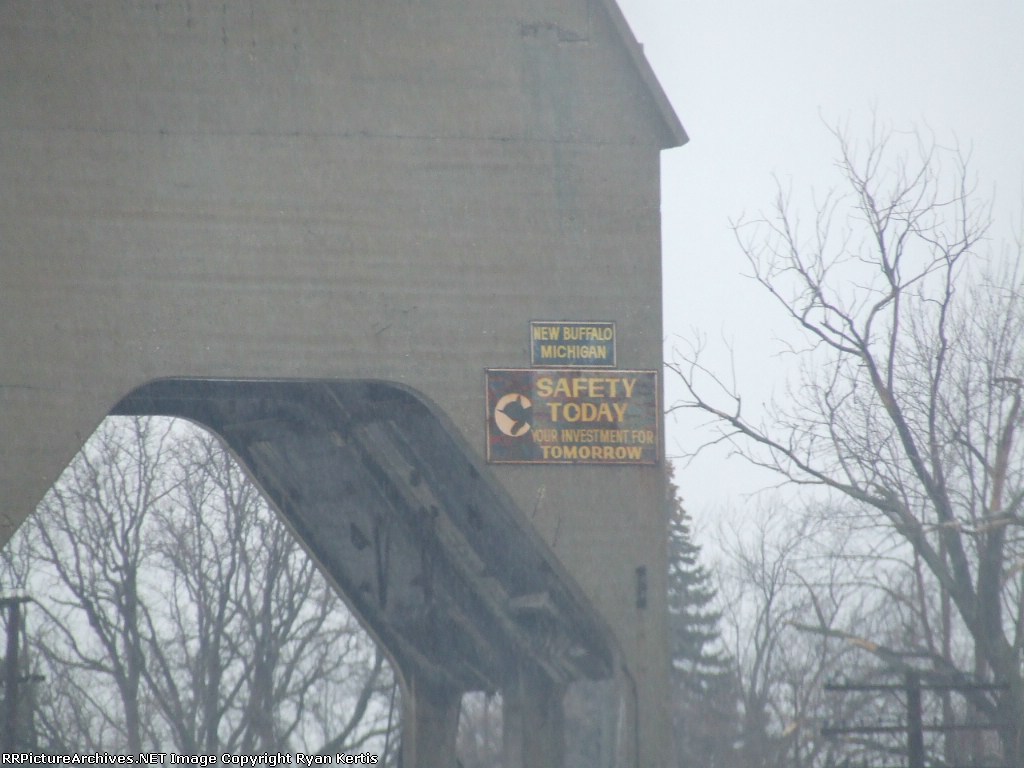 NEW BUFFALO
MICHIGAN
SAFETY
TODAY
YOUR INVESTMENT FOR
TOMORROW
RRPictureArchives.NET Image Copyright Ryan Kertis